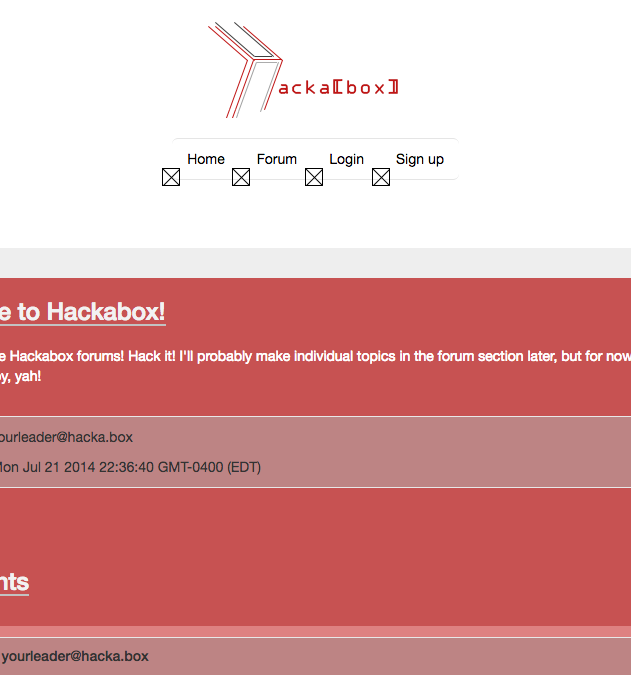 acka[box]
Home Forum Login Sign up
e to Hackabox!
e Hackabox forums! Hack it! I'll probably make individual topics in the forum section later, but for now
y, yah!
ourleader@hacka.box
Mon Jul 21 2014 22:36:40 GMT-0400 (EDT)
nts
yourleader@hacka.box